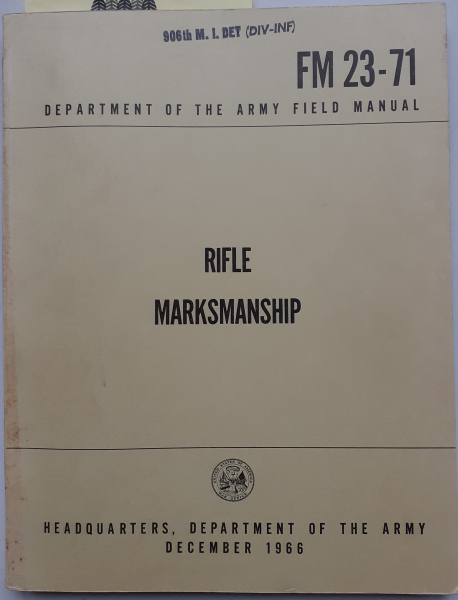 906th M. I. DET (DIV-INF)
FM 23-71
DEPARTMENT OF THE ARMY FIELD MANUAL
RIFLE
MARKSMANSHIP
HEADQUARTERS, DEPARTMENT OF THE ARMY
DECEMBER 1966